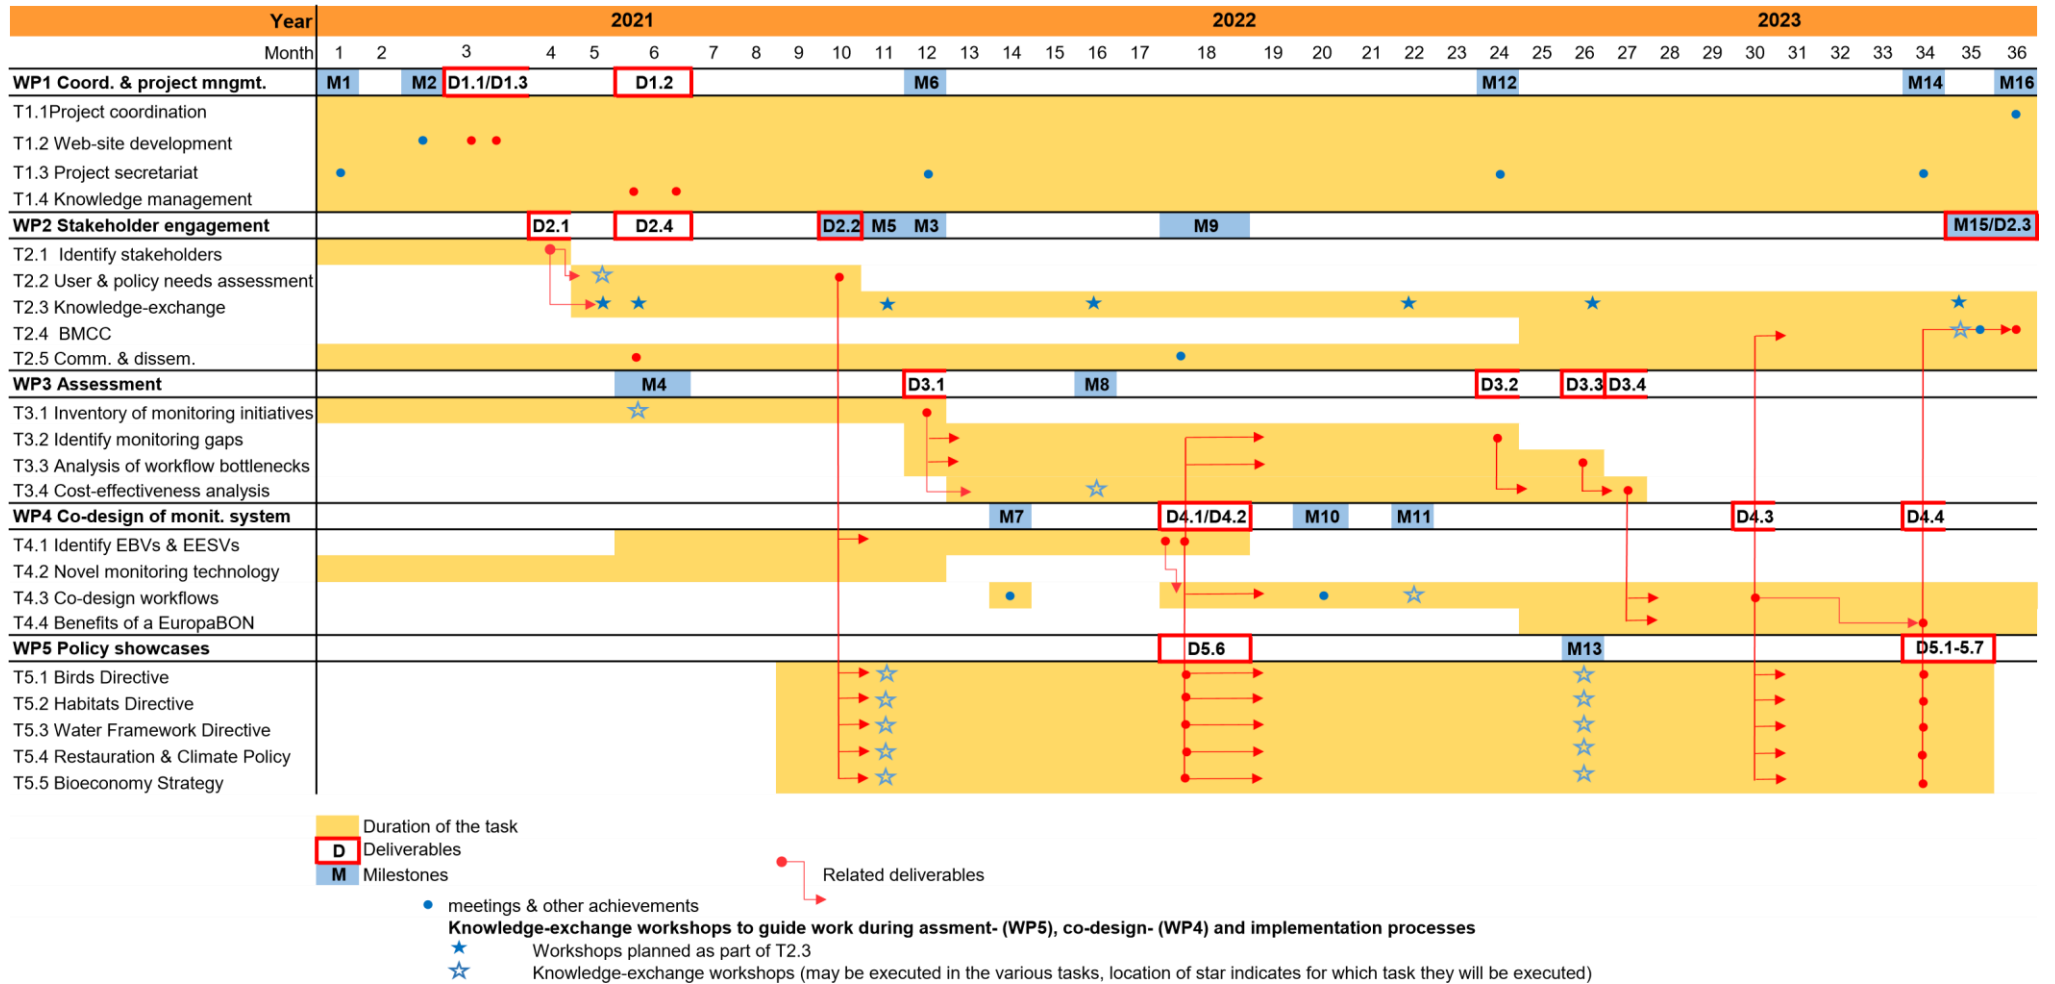 Year 2021 2022 2023
Month 1 2 3 4 5 6 7 8 9 10 11 12 13 14 15 16 17 18 19 20 21 22 23 24 25 26 27 28 29 30 31 32 33 34 35 36
WP1 Coord. & project mngmt. M1 M2 D1.1/D1.3 D1.2 M6 M12 M14 M16
T1.1Project coordination
T1.2 Web-site development
T1.3 Project secretariat
T1.4 Knowledge management
WP2 Stakeholder engagement D2.1 D2.4 D2.2 M5 M3 M9 M15/D2.3
T2.1 Identify stakeholders
T2.2 User & policy needs assessment
T2.3 Knowledge-exchange
T2.4 BMCC
T2.5 Comm. & dissem.
WP3 Assessment M4 D3.1 M8 D3.2 D3.3 D3.4
T3.1 Inventory of monitoring initiatives
T3.2 Identify monitoring gaps
T3.3 Analysis of workflow bottlenecks
T3.4 Cost-effectiveness analysis
WP4 Co-design of monit. system M7 D4.1/D4.2 M10 M11 D4.3 D4.4
T4.1 Identify EBVs & EESVs
T4.2 Novel monitoring technology
T4.3 Co-design workflows
T4.4 Benefits of a EuropaBON
WP5 Policy showcases D5.6 M13 D5.1-5.7
T5.1 Birds Directive
T5.2 Habitats Directive
T5.3 Water Framework Directive
T5.4 Restauration & Climate Policy
T5.5 Bioeconomy Strategy
Duration of the task
D Deliverables
M Milestones
Related deliverables
meetings & other achievements
Knowledge-exchange workshops to guide work during assment- (WP5), co-design- (WP4) and implementation processes
Workshops planned as part of T2.3
Knowledge-exchange workshops (may be executed in the various tasks, location of star indicates for which task they will be executed)